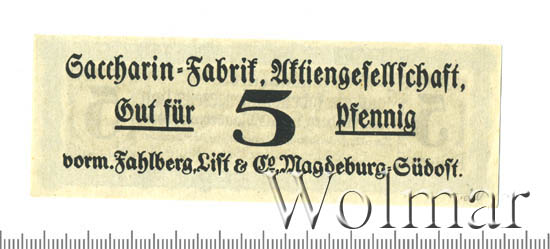 Saccharin-Fabrik, Aktiengesellschaft,
Gut für 5 Pfennig
vorm. Fahlberg, List & Co, Magdeburg-Südost.
Wolmar